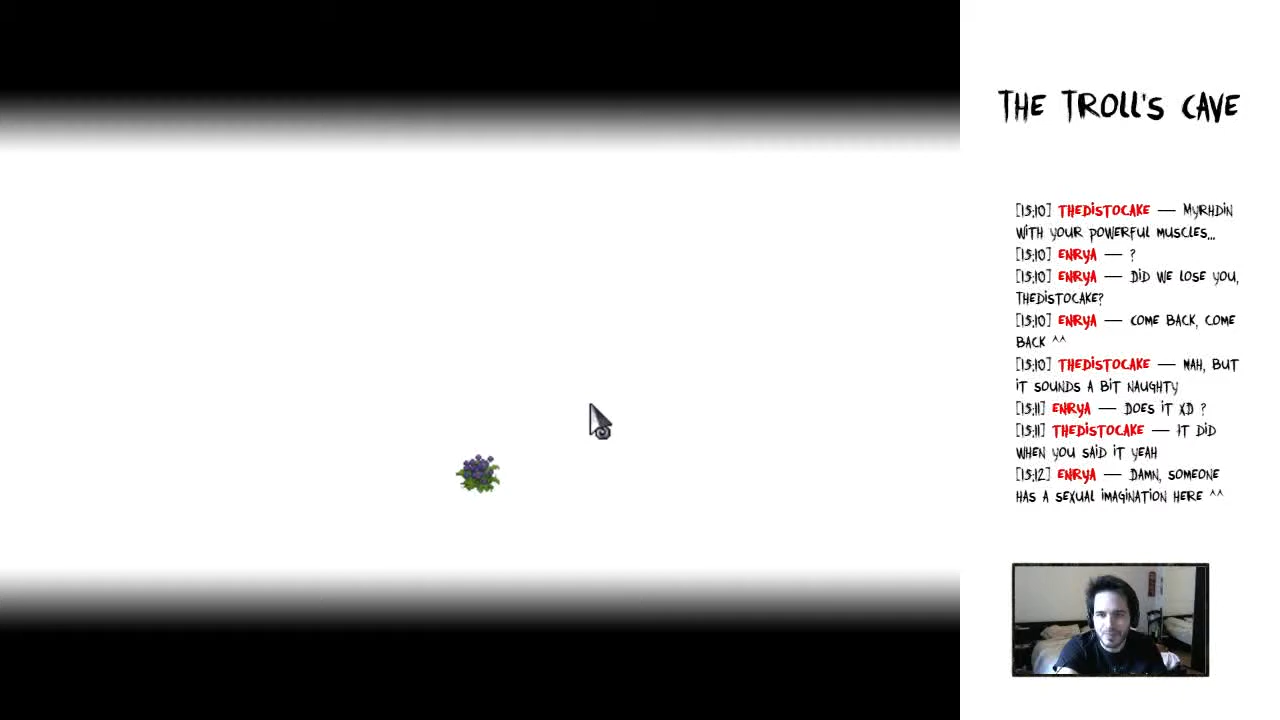 THE TROLL'S CAVE
[15:10] THEDISTOCAKE — MYRHDIN
WITH YOUR POWERFUL MUSCLES...
[15:10] ENRYA — ?
[15:10] ENRYA — DID WE LOSE YOU,
THEDISTOCAKE?
[15:10] ENRYA — COME BACK, COME
BACK ^^
[15:10] THEDISTOCAKE — NAH, BUT
IT SOUNDS A BIT NAUGHTY
[15:11] ENRYA — DOES IT XD ?
[15:11] THEDISTOCAKE — IT DID
WHEN YOU SAID IT YEAH
[15:12] ENRYA — DAMN, SOMEONE
HAS A SEXUAL IMAGINATION HERE ^^